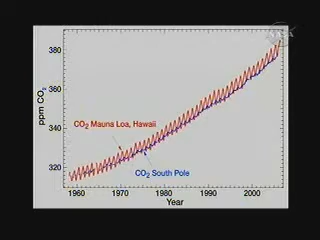 380
360
340
320
ppm CO2
CO2 Mauna Loa, Hawaii
CO2 South Pole
1960 1970 1980 1990 2000
Year